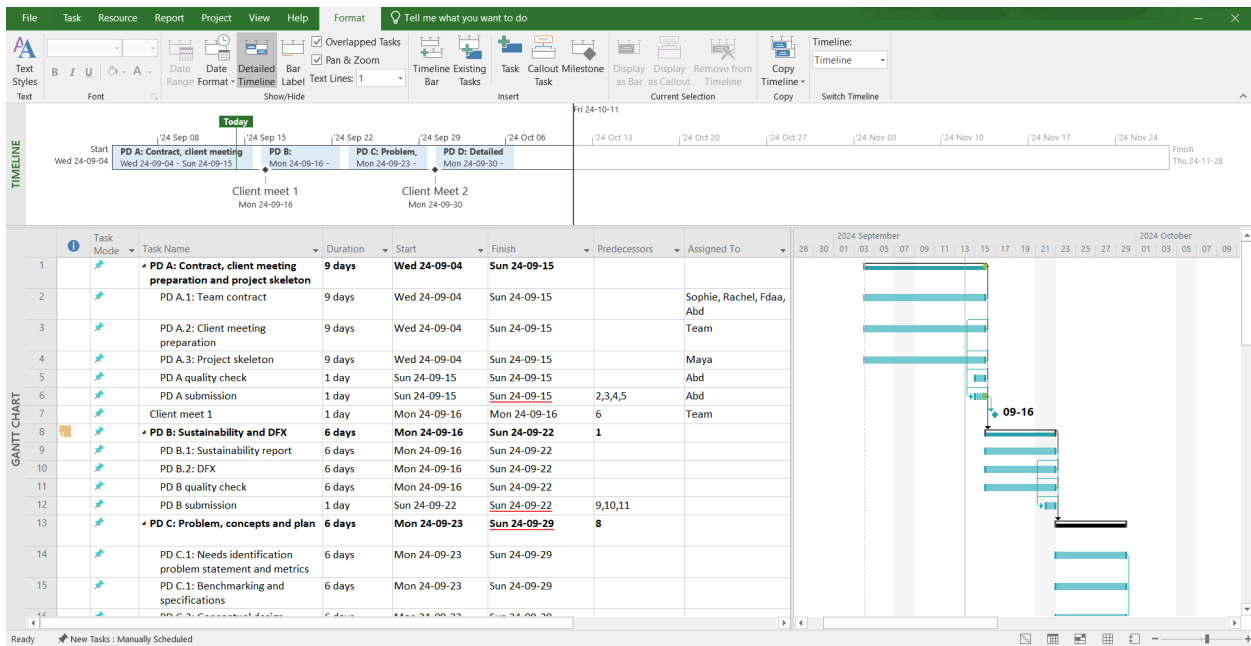 File Task Resource Report Project View Help Format Tell me what you want to do
Text Styles
B I U A
Date Range
Date Format
Detailed Timeline
Bar Label
Overlapped Tasks
Pan & Zoom
Text Lines: 1
Timeline Bar
Existing Tasks
Task
Callout Task
Milestone
Display as Bar
Display as Callout
Remove from Timeline
Copy Timeline
Timeline:
Timeline
Text Font Show/Hide Insert Current Selection Copy Switch Timeline
TIMELINE
Fri 24-10-11
Today
'24 Sep 08 '24 Sep 15 '24 Sep 22 '24 Sep 29 '24 Oct 06 '24 Oct 13 '24 Oct 20 '24 Oct 27 '24 Nov 03 '24 Nov 10 '24 Nov 17 '24 Nov 24
Start
Wed 24-09-04
PD A: Contract, client meeting
Wed 24-09-04 - Sun 24-09-15
PD B:
Mon 24-09-16 -
PD C: Problem,
Mon 24-09-23 -
PD D: Detailed
Mon 24-09-30 -
Finish
Thu 24-11-28
Client meet 1
Mon 24-09-16
Client Meet 2
Mon 24-09-30
GANTT CHART
Task Mode Task Name Duration Start Finish Predecessors Assigned To
2024 September 2024 October
28 30 01 03 05 07 09 11 13 15 17 19 21 23 25 27 29 01 03 05 07 09
1 PD A: Contract, client meeting preparation and project skeleton 9 days Wed 24-09-04 Sun 24-09-15
2 PD A.1: Team contract 9 days Wed 24-09-04 Sun 24-09-15 Sophie, Rachel, Fdaa, Abd
3 PD A.2: Client meeting preparation 9 days Wed 24-09-04 Sun 24-09-15 Team
4 PD A.3: Project skeleton 9 days Wed 24-09-04 Sun 24-09-15 Maya
5 PD A quality check 1 day Sun 24-09-15 Sun 24-09-15 Abd
6 PD A submission 1 day Sun 24-09-15 Sun 24-09-15 2,3,4,5 Abd
7 Client meet 1 1 day Mon 24-09-16 Mon 24-09-16 6 Team
09-16
8 PD B: Sustainability and DFX 6 days Mon 24-09-16 Sun 24-09-22 1
9 PD B.1: Sustainability report 6 days Mon 24-09-16 Sun 24-09-22
10 PD B.2: DFX 6 days Mon 24-09-16 Sun 24-09-22
11 PD B quality check 6 days Mon 24-09-16 Sun 24-09-22
12 PD B submission 1 day Sun 24-09-22 Sun 24-09-22 9,10,11
13 PD C: Problem, concepts and plan 6 days Mon 24-09-23 Sun 24-09-29 8
14 PD C.1: Needs identification problem statement and metrics 6 days Mon 24-09-23 Sun 24-09-29
15 PD C.1: Benchmarking and specifications 6 days Mon 24-09-23 Sun 24-09-29
Ready New Tasks : Manually Scheduled